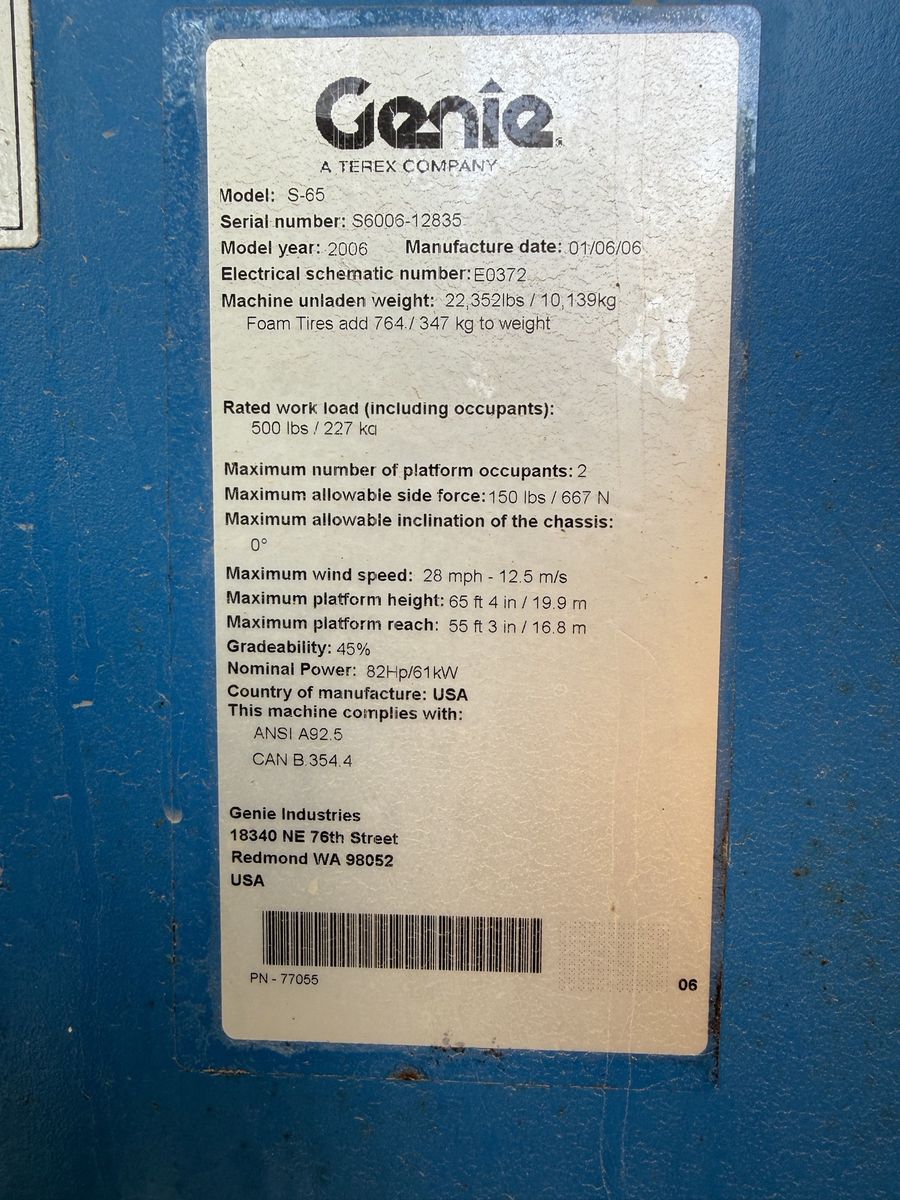 Genie
A TEREX COMPANY
Model: S-65
Serial number: S6006-12835
Model year: 2006 Manufacture date: 01/06/06
Electrical schematic number: E0372
Machine unladen weight: 22,352lbs / 10,139kg
Foam Tires add 764 / 347 kg to weight
Rated work load (including occupants):
500 lbs / 227 kg
Maximum number of platform occupants: 2
Maximum allowable side force: 150 lbs / 667 N
Maximum allowable inclination of the chassis:
0°
Maximum wind speed: 28 mph - 12.5 m/s
Maximum platform height: 65 ft 4 in / 19.9 m
Maximum platform reach: 55 ft 3 in / 16.8 m
Gradeability: 45%
Nominal Power: 82Hp/61kW
Country of manufacture: USA
This machine complies with:
ANSI A92.5
CAN B.354.4
Genie Industries
18340 NE 76th Street
Redmond WA 98052
USA
PN - 77055
06